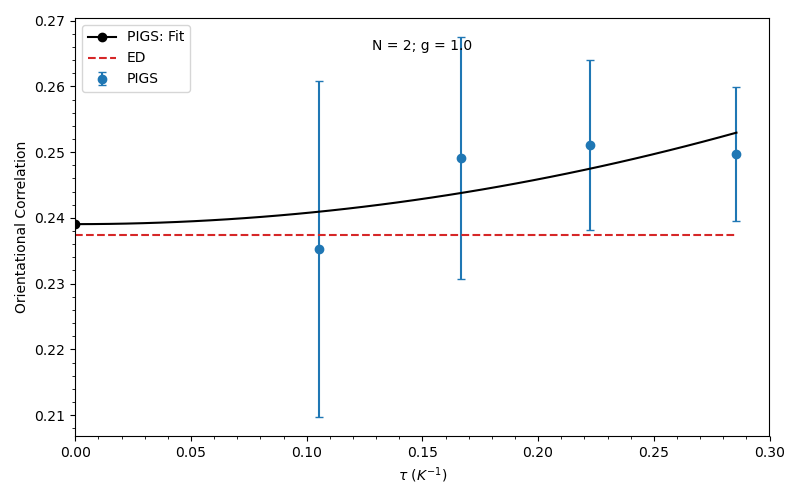 PIGS: Fit
ED
PIGS
N = 2; g = 1.0
Orientational Correlation
0.27
0.26
0.25
0.24
0.23
0.22
0.21
0.00 0.05 0.10 0.15 0.20 0.25 0.30
τ (K⁻¹)